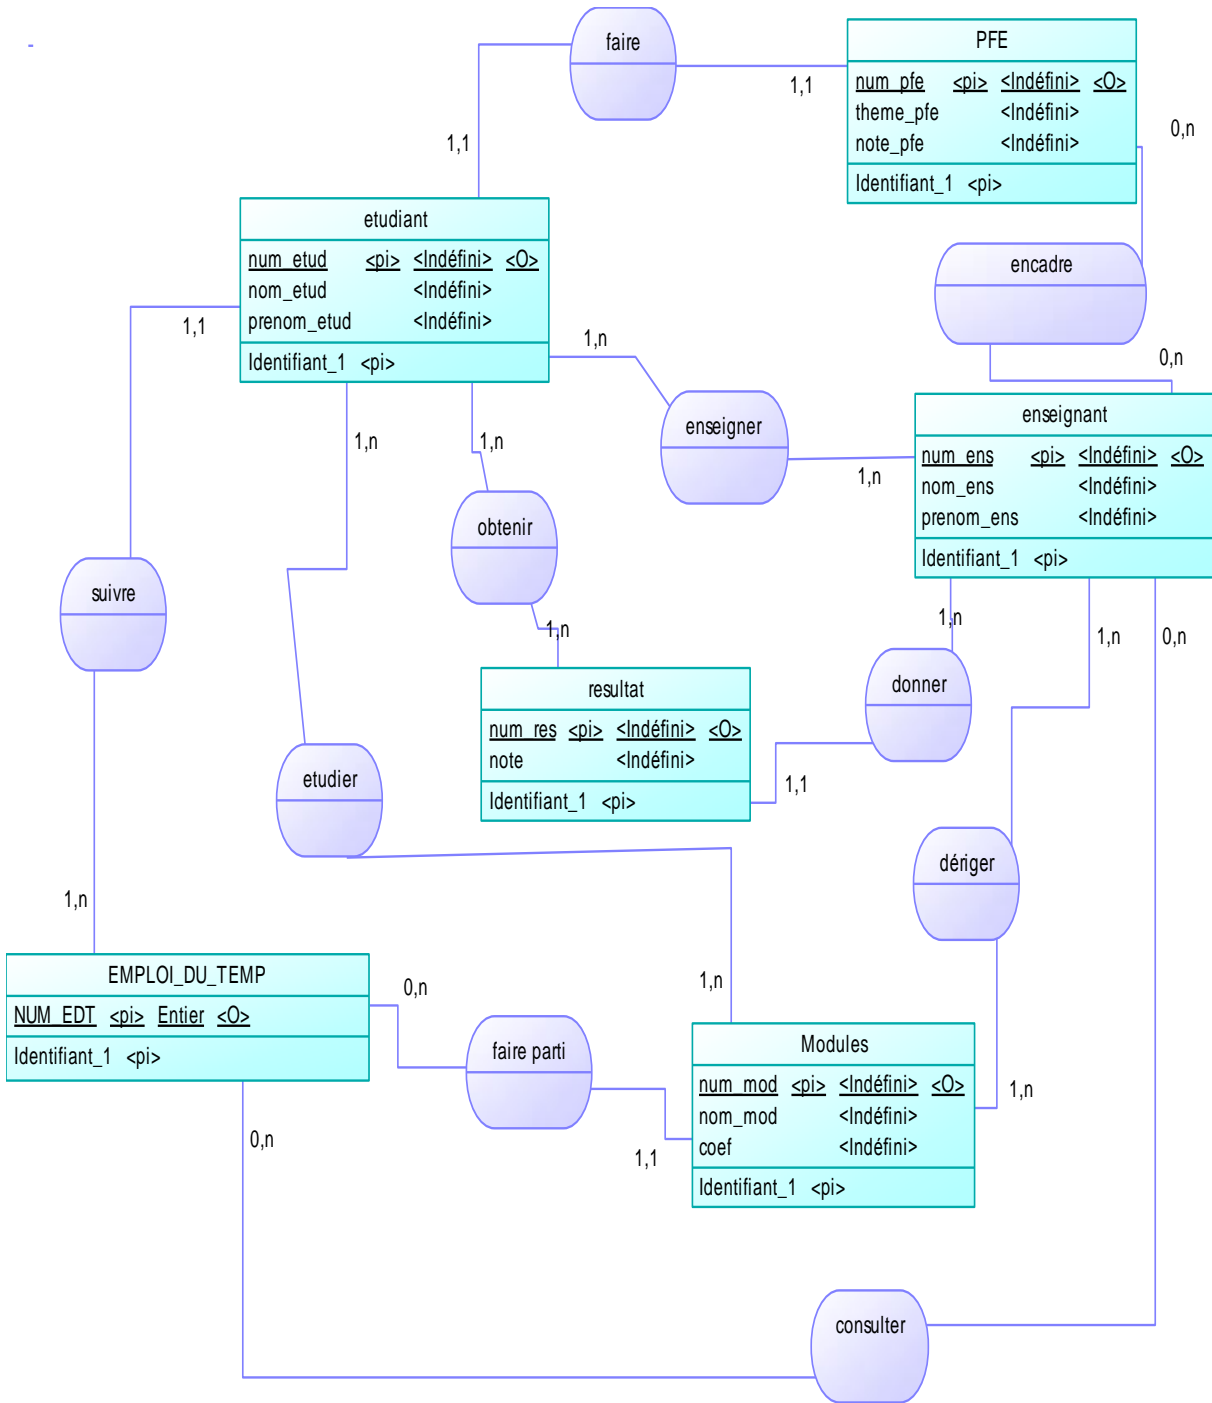 faire
PFE
num_pfe <pi> <Indéfini> <O>
theme_pfe <Indéfini>
note_pfe <Indéfini>
Identifiant_1 <pi>
1,1
1,1
0,n
etudiant
num_etud <pi> <Indéfini> <O>
nom_etud <Indéfini>
prenom_etud <Indéfini>
Identifiant_1 <pi>
encadre
1,1
1,n
0,n
enseigner
enseignant
num_ens <pi> <Indéfini> <O>
nom_ens <Indéfini>
prenom_ens <Indéfini>
Identifiant_1 <pi>
1,n
1,n
1,n
obtenir
suivre
1,n
1,n
1,n
0,n
resultat
num_res <pi> <Indéfini> <O>
note <Indéfini>
Identifiant_1 <pi>
donner
etudier
1,1
dériger
1,n
EMPLOI_DU_TEMP
NUM_EDT <pi> Entier <O>
Identifiant_1 <pi>
0,n
1,n
faire parti
Modules
num_mod <pi> <Indéfini> <O>
nom_mod <Indéfini>
coef <Indéfini>
Identifiant_1 <pi>
1,n
0,n
1,1
consulter